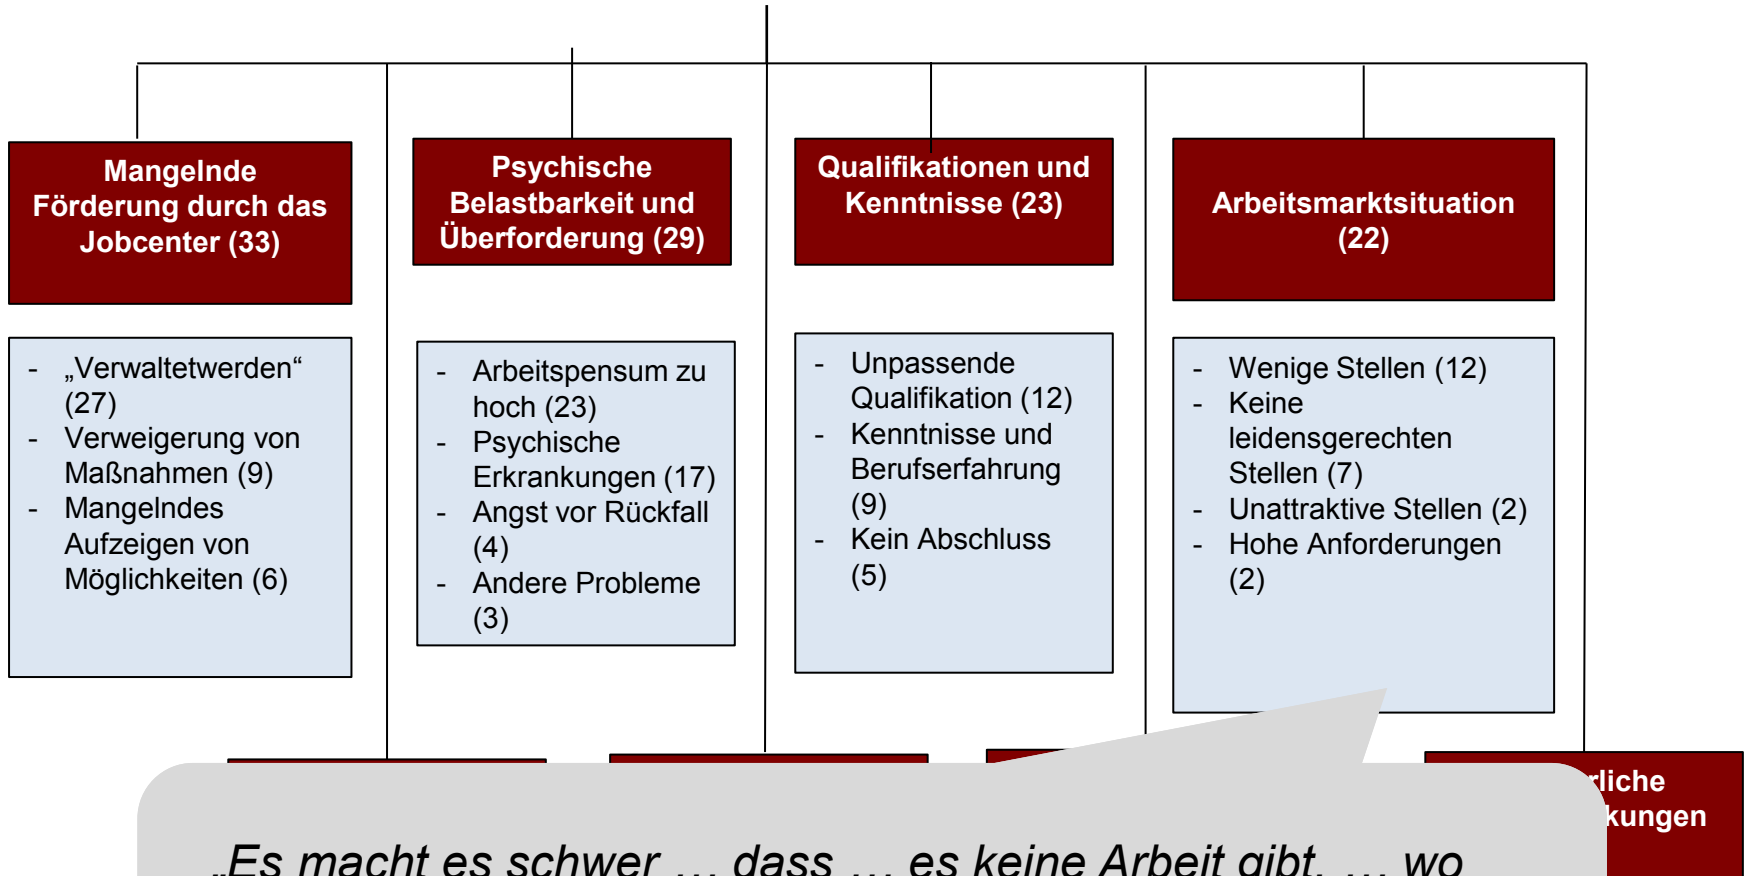 Mangelnde
Förderung durch das
Jobcenter (33)
Psychische
Belastbarkeit und
Überforderung (29)
Qualifikationen und
Kenntnisse (23)
Arbeitsmarktsituation
(22)
- „Verwaltetwerden“
(27)
- Verweigerung von
Maßnahmen (9)
- Mangelndes
Aufzeigen von
Möglichkeiten (6)
- Arbeitspensum zu
hoch (23)
- Psychische
Erkrankungen (17)
- Angst vor Rückfall
(4)
- Andere Probleme
(3)
- Unpassende
Qualifikation (12)
- Kenntnisse und
Berufserfahrung
(9)
- Kein Abschluss
(5)
- Wenige Stellen (12)
- Keine
leidensgerechten
Stellen (7)
- Unattraktive Stellen (2)
- Hohe Anforderungen
(2)
rliche
kungen
„Es macht es schwer … dass … es keine Arbeit gibt, … wo